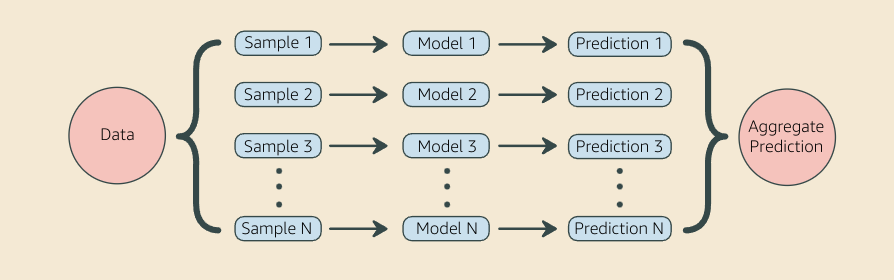 Data
Sample 1
Model 1
Prediction 1
Sample 2
Model 2
Prediction 2
Sample 3
Model 3
Prediction 3
Sample N
Model N
Prediction N
Aggregate
Prediction